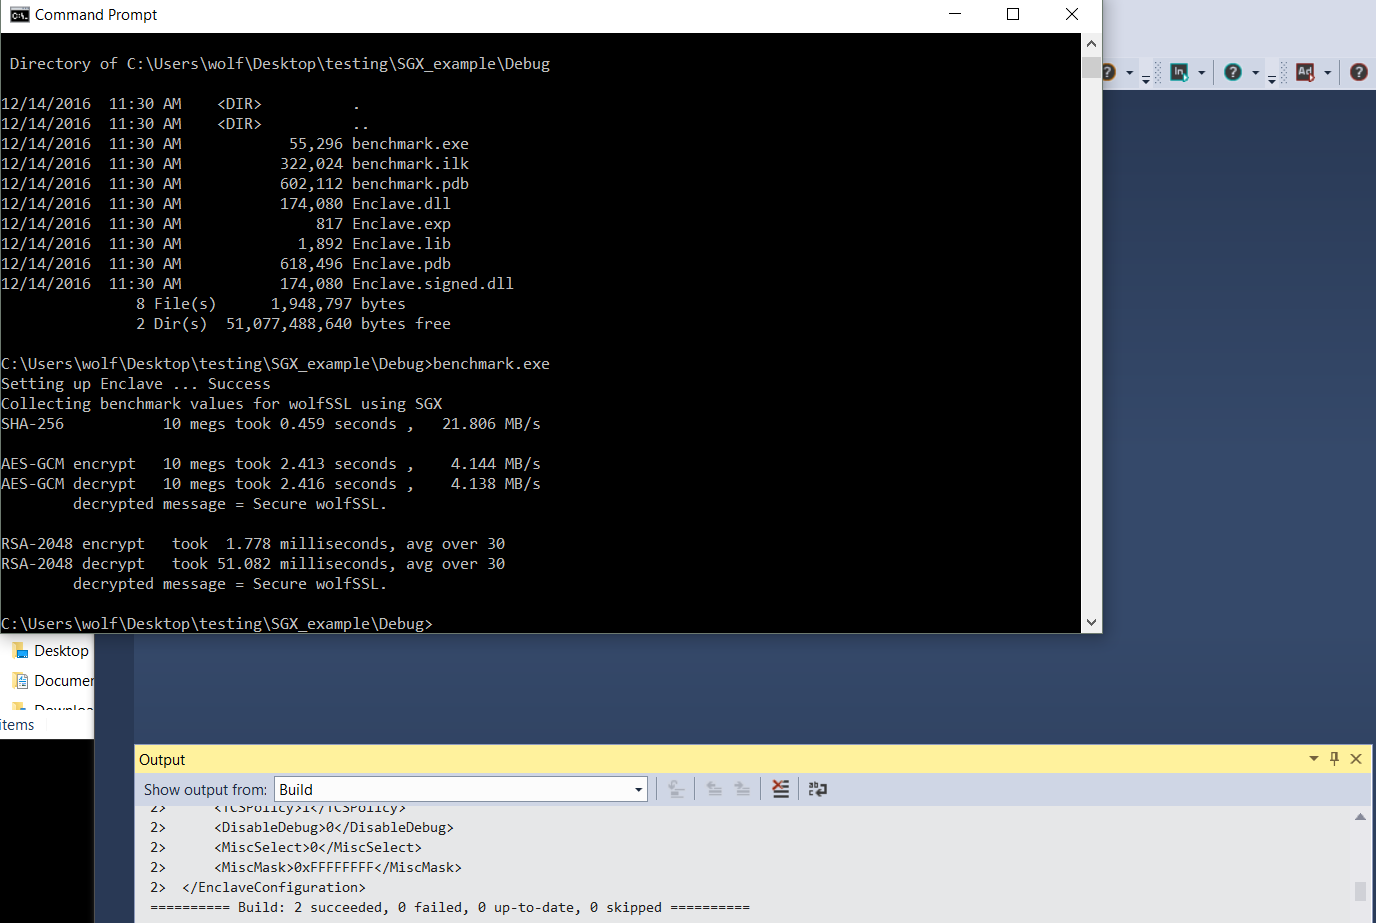 Command Prompt
Directory of C:\Users\wolf\Desktop\testing\SGX_example\Debug
12/14/2016  11:30 AM    <DIR>          .
12/14/2016  11:30 AM    <DIR>          ..
12/14/2016  11:30 AM            55,296 benchmark.exe
12/14/2016  11:30 AM           322,024 benchmark.ilk
12/14/2016  11:30 AM           602,112 benchmark.pdb
12/14/2016  11:30 AM           174,080 Enclave.dll
12/14/2016  11:30 AM               817 Enclave.exp
12/14/2016  11:30 AM             1,892 Enclave.lib
12/14/2016  11:30 AM           618,496 Enclave.pdb
12/14/2016  11:30 AM           174,080 Enclave.signed.dll
8 File(s)      1,948,797 bytes
2 Dir(s)  51,077,488,640 bytes free
C:\Users\wolf\Desktop\testing\SGX_example\Debug>benchmark.exe
Setting up Enclave ... Success
Collecting benchmark values for wolfSSL using SGX
SHA-256           10 megs took 0.459 seconds ,   21.806 MB/s
AES-GCM encrypt   10 megs took 2.413 seconds ,    4.144 MB/s
AES-GCM decrypt   10 megs took 2.416 seconds ,    4.138 MB/s
decrypted message = Secure wolfSSL.
RSA-2048 encrypt   took  1.778 milliseconds, avg over 30
RSA-2048 decrypt   took 51.082 milliseconds, avg over 30
decrypted message = Secure wolfSSL.
C:\Users\wolf\Desktop\testing\SGX_example\Debug>
In
Ad
Desktop
Documen
items
Output
Show output from: Build
2>      <TCSPolicy>1</TCSPolicy>
2>      <DisableDebug>0</DisableDebug>
2>      <MiscSelect>0</MiscSelect>
2>      <MiscMask>0xFFFFFFFF</MiscMask>
2>  </EnclaveConfiguration>
========== Build: 2 succeeded, 0 failed, 0 up-to-date, 0 skipped ==========